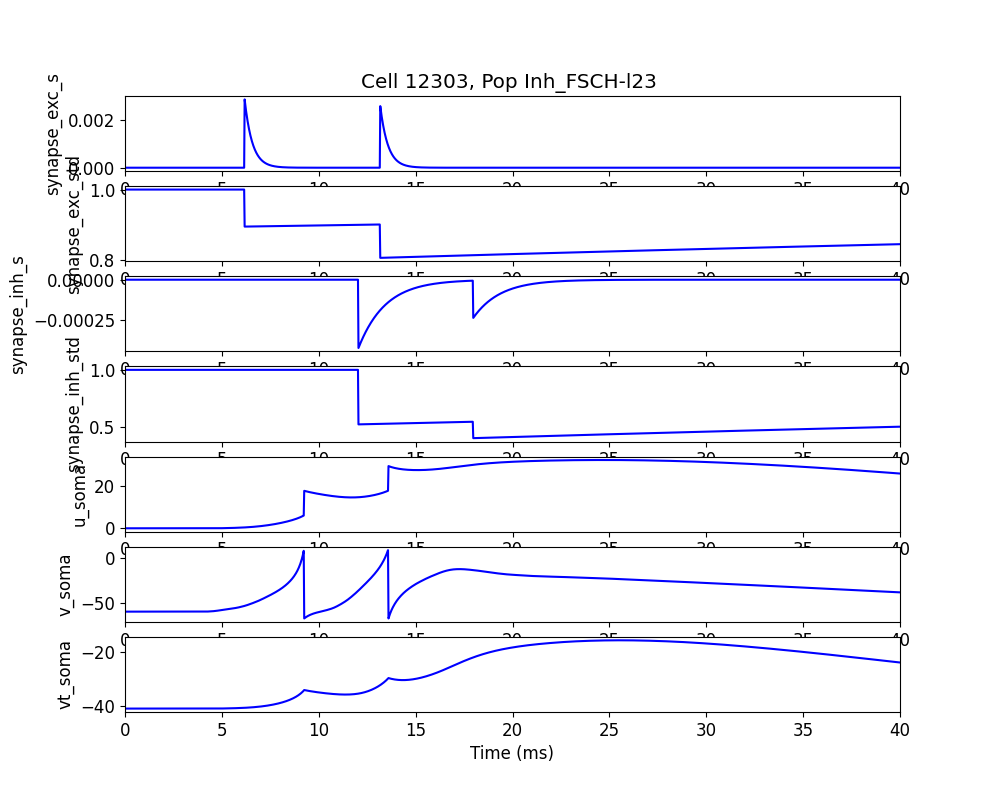 Cell 12303, Pop Inh_FSCH-l23
synapse_exc_s
0.002
0.000
synapse_exc_std
1.0
0.8
synapse_inh_s
0.00000
−0.00025
synapse_inh_std
1.0
0.5
u_soma
20
0
v_soma
0
−50
vt_soma
−20
−40
0 5 10 15 20 25 30 35 40
Time (ms)